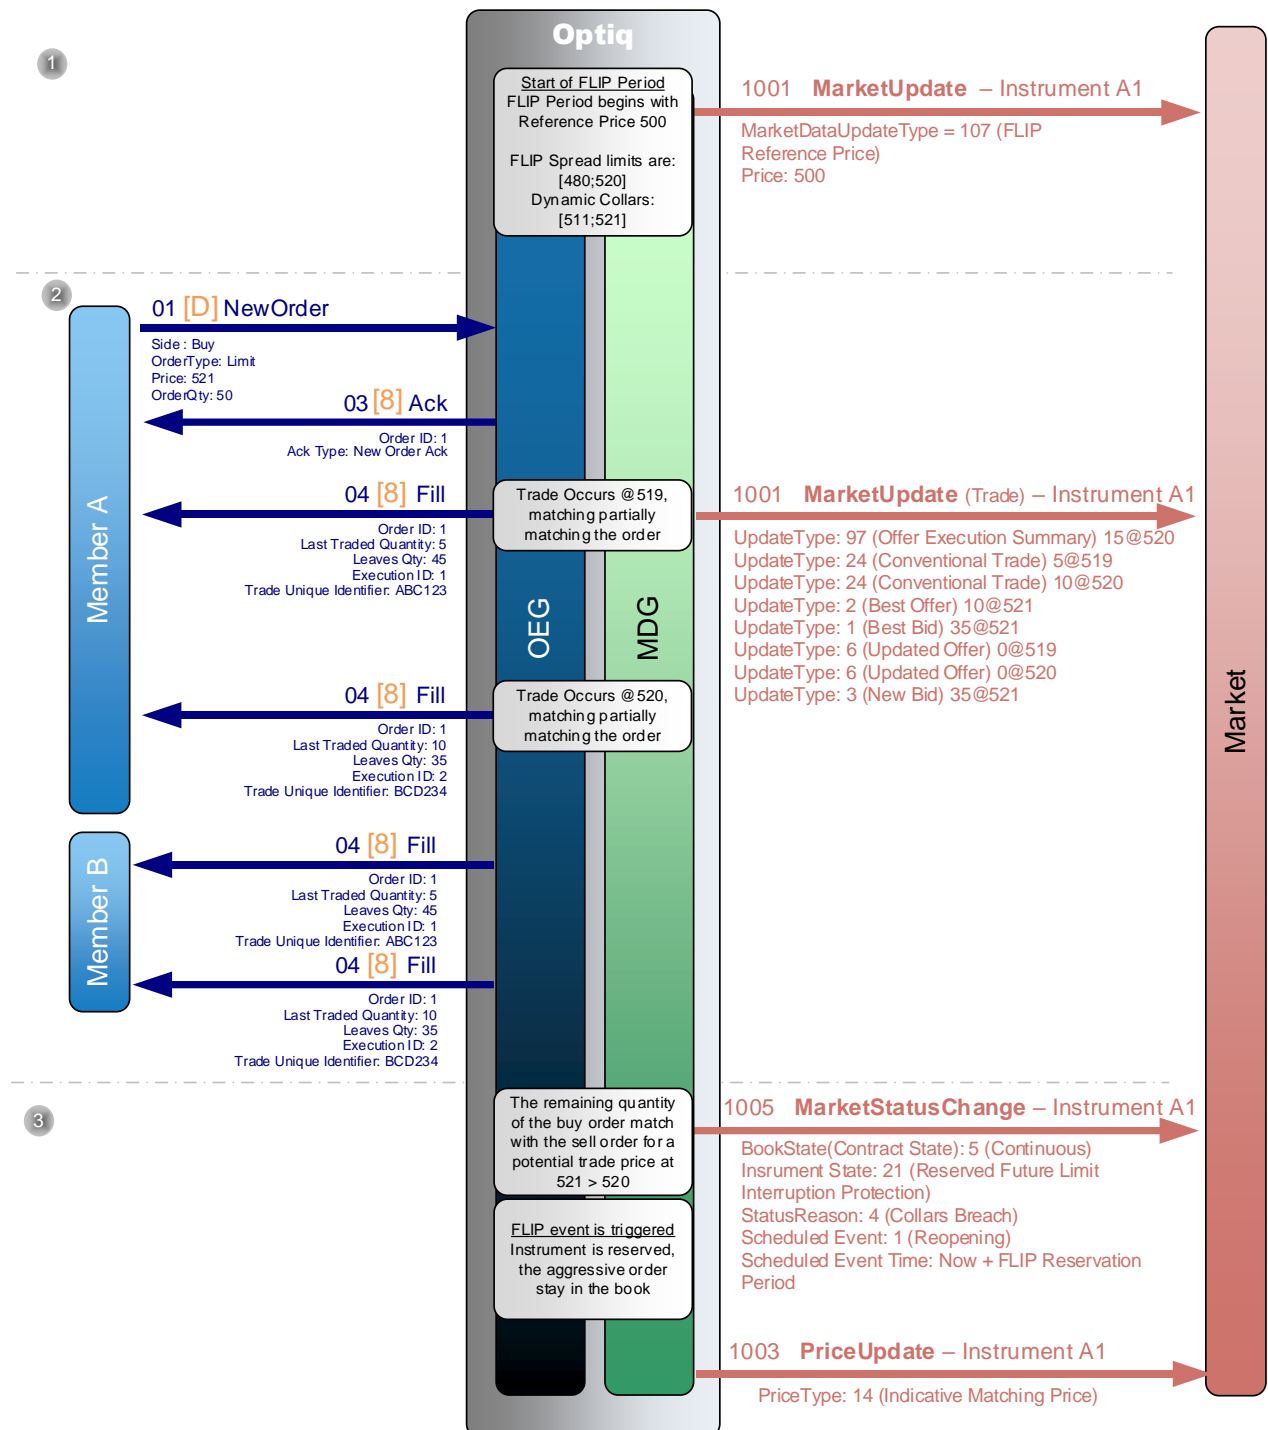 Optiq
1
Start of FLIP Period
FLIP Period begins with
Reference Price 500
FLIP Spread limits are:
[480;520]
Dynamic Collars:
[511;521]
1001 MarketUpdate – Instrument A1
MarketDataUpdateType = 107 (FLIP
Reference Price)
Price: 500
2
01 [D] NewOrder
Side : Buy
OrderType: Limit
Price: 521
OrderQty: 50
03 [8] Ack
Order ID: 1
Ack Type: New Order Ack
Member A
04 [8] Fill
Order ID: 1
Last Traded Quantity: 5
Leaves Qty: 45
Execution ID: 1
Trade Unique Identifier: ABC123
Trade Occurs @519,
matching partially
matching the order
1001 MarketUpdate (Trade) – Instrument A1
UpdateType: 97 (Offer Execution Summary) 15@520
UpdateType: 24 (Conventional Trade) 5@519
UpdateType: 24 (Conventional Trade) 10@520
UpdateType: 2 (Best Offer) 10@521
UpdateType: 1 (Best Bid) 35@521
UpdateType: 6 (Updated Offer) 0@519
UpdateType: 6 (Updated Offer) 0@520
UpdateType: 3 (New Bid) 35@521
OEG
MDG
Market
04 [8] Fill
Order ID: 1
Last Traded Quantity: 10
Leaves Qty: 35
Execution ID: 2
Trade Unique Identifier: BCD234
Trade Occurs @520,
matching partially
matching the order
Member B
04 [8] Fill
Order ID: 1
Last Traded Quantity: 5
Leaves Qty: 45
Execution ID: 1
Trade Unique Identifier: ABC123
04 [8] Fill
Order ID: 1
Last Traded Quantity: 10
Leaves Qty: 35
Execution ID: 2
Trade Unique Identifier: BCD234
3
The remaining quantity
of the buy order match
with the sell order for a
potential trade price at
521 > 520
FLIP event is triggered
Instrument is reserved,
the aggressive order
stay in the book
1005 MarketStatusChange – Instrument A1
BookState(Contract State): 5 (Continuous)
Insrument State: 21 (Reserved Future Limit
Interruption Protection)
StatusReason: 4 (Collars Breach)
Scheduled Event: 1 (Reopening)
Scheduled Event Time: Now + FLIP Reservation
Period
1003 PriceUpdate – Instrument A1
PriceType: 14 (Indicative Matching Price)